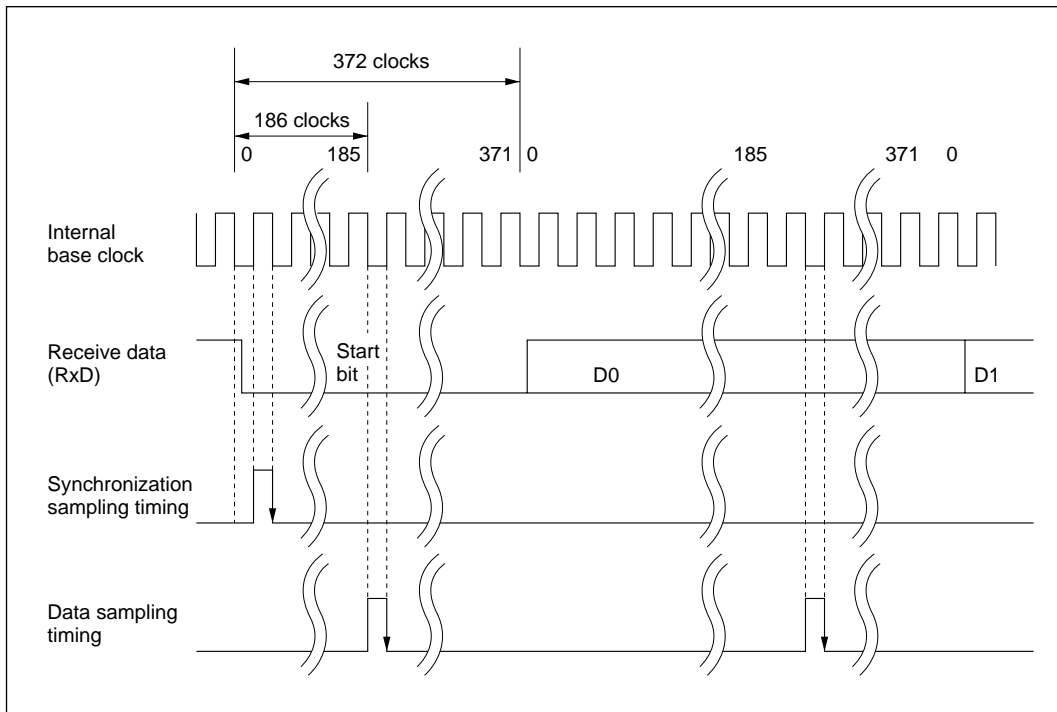 372 clocks
186 clocks
0 185 371 0 185 371 0
Internal
base clock
Receive data
(RxD)
Start
bit
D0
D1
Synchronization
sampling timing
Data sampling
timing